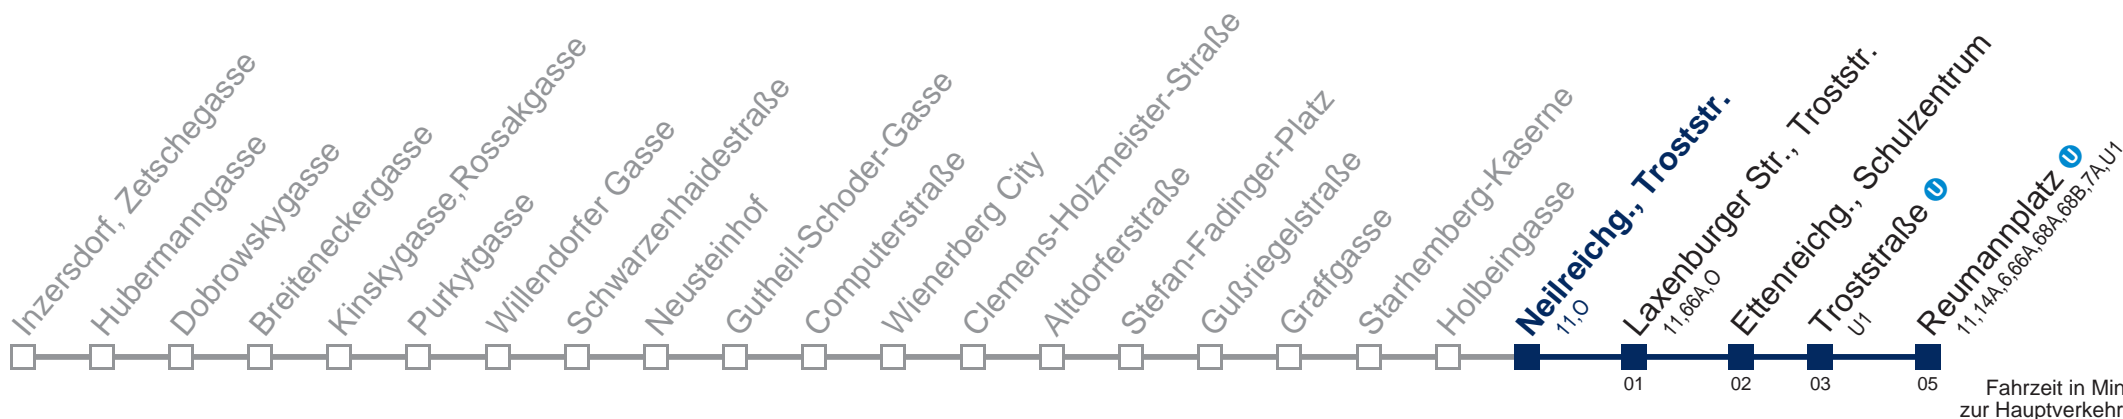 Inzersdorf, Zetschegasse
Hubermanngasse
Dobrowskygasse
Breiteneckergasse
Kinskygasse,Rossakgasse
Purkytgasse
Willendorfer Gasse
Schwarzenhaidestraße
Neusteinhof
Gutheil-Schoder-Gasse
Computerstraße
Wienerberg City
Clemens-Holzmeister-Straße
Altdorferstraße
Stefan-Fadinger-Platz
Gußriegelstraße
Graffgasse
Starhemberg-Kaserne
Holbeingasse
Neilreichg., Troststr.
11,O
Laxenburger Str., Troststr.
11,66A,O
Ettenreichg., Schulzentrum
Troststraße U
U1
Reumannplatz U
11,14A,6,66A,68A,68B,7A,U1
01 02 03 05
Fahrzeit in Min
zur Hauptverkehr